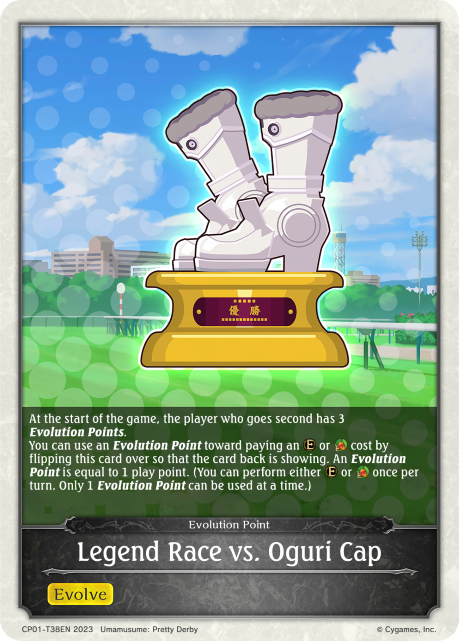 優勝
At the start of the game, the player who goes second has 3
Evolution Points.
You can use an Evolution Point toward paying an E or cost by
flipping this card over so that the card back is showing. An Evolution
Point is equal to 1 play point. (You can perform either E or once per
turn. Only 1 Evolution Point can be used at a time.)
Evolution Point
Legend Race vs. Oguri Cap
Evolve
CP01-T38EN 2023 Umamusume: Pretty Derby © Cygames, Inc.